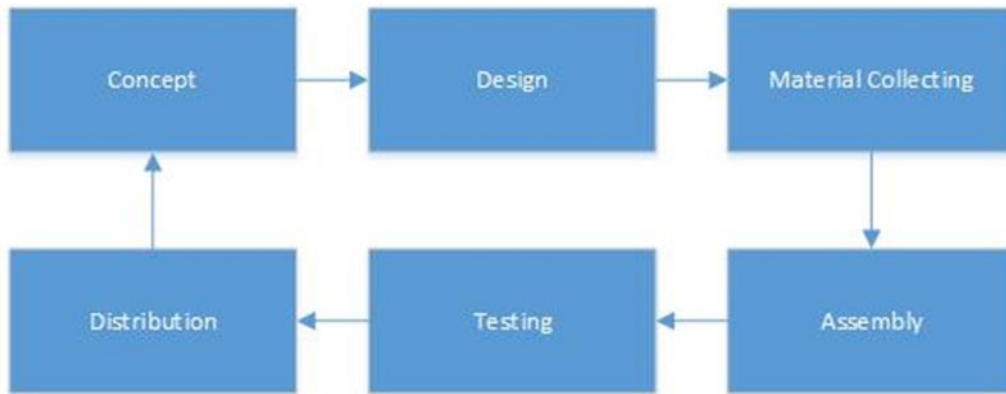 Concept
Design
Material Collecting
Distribution
Testing
Assembly